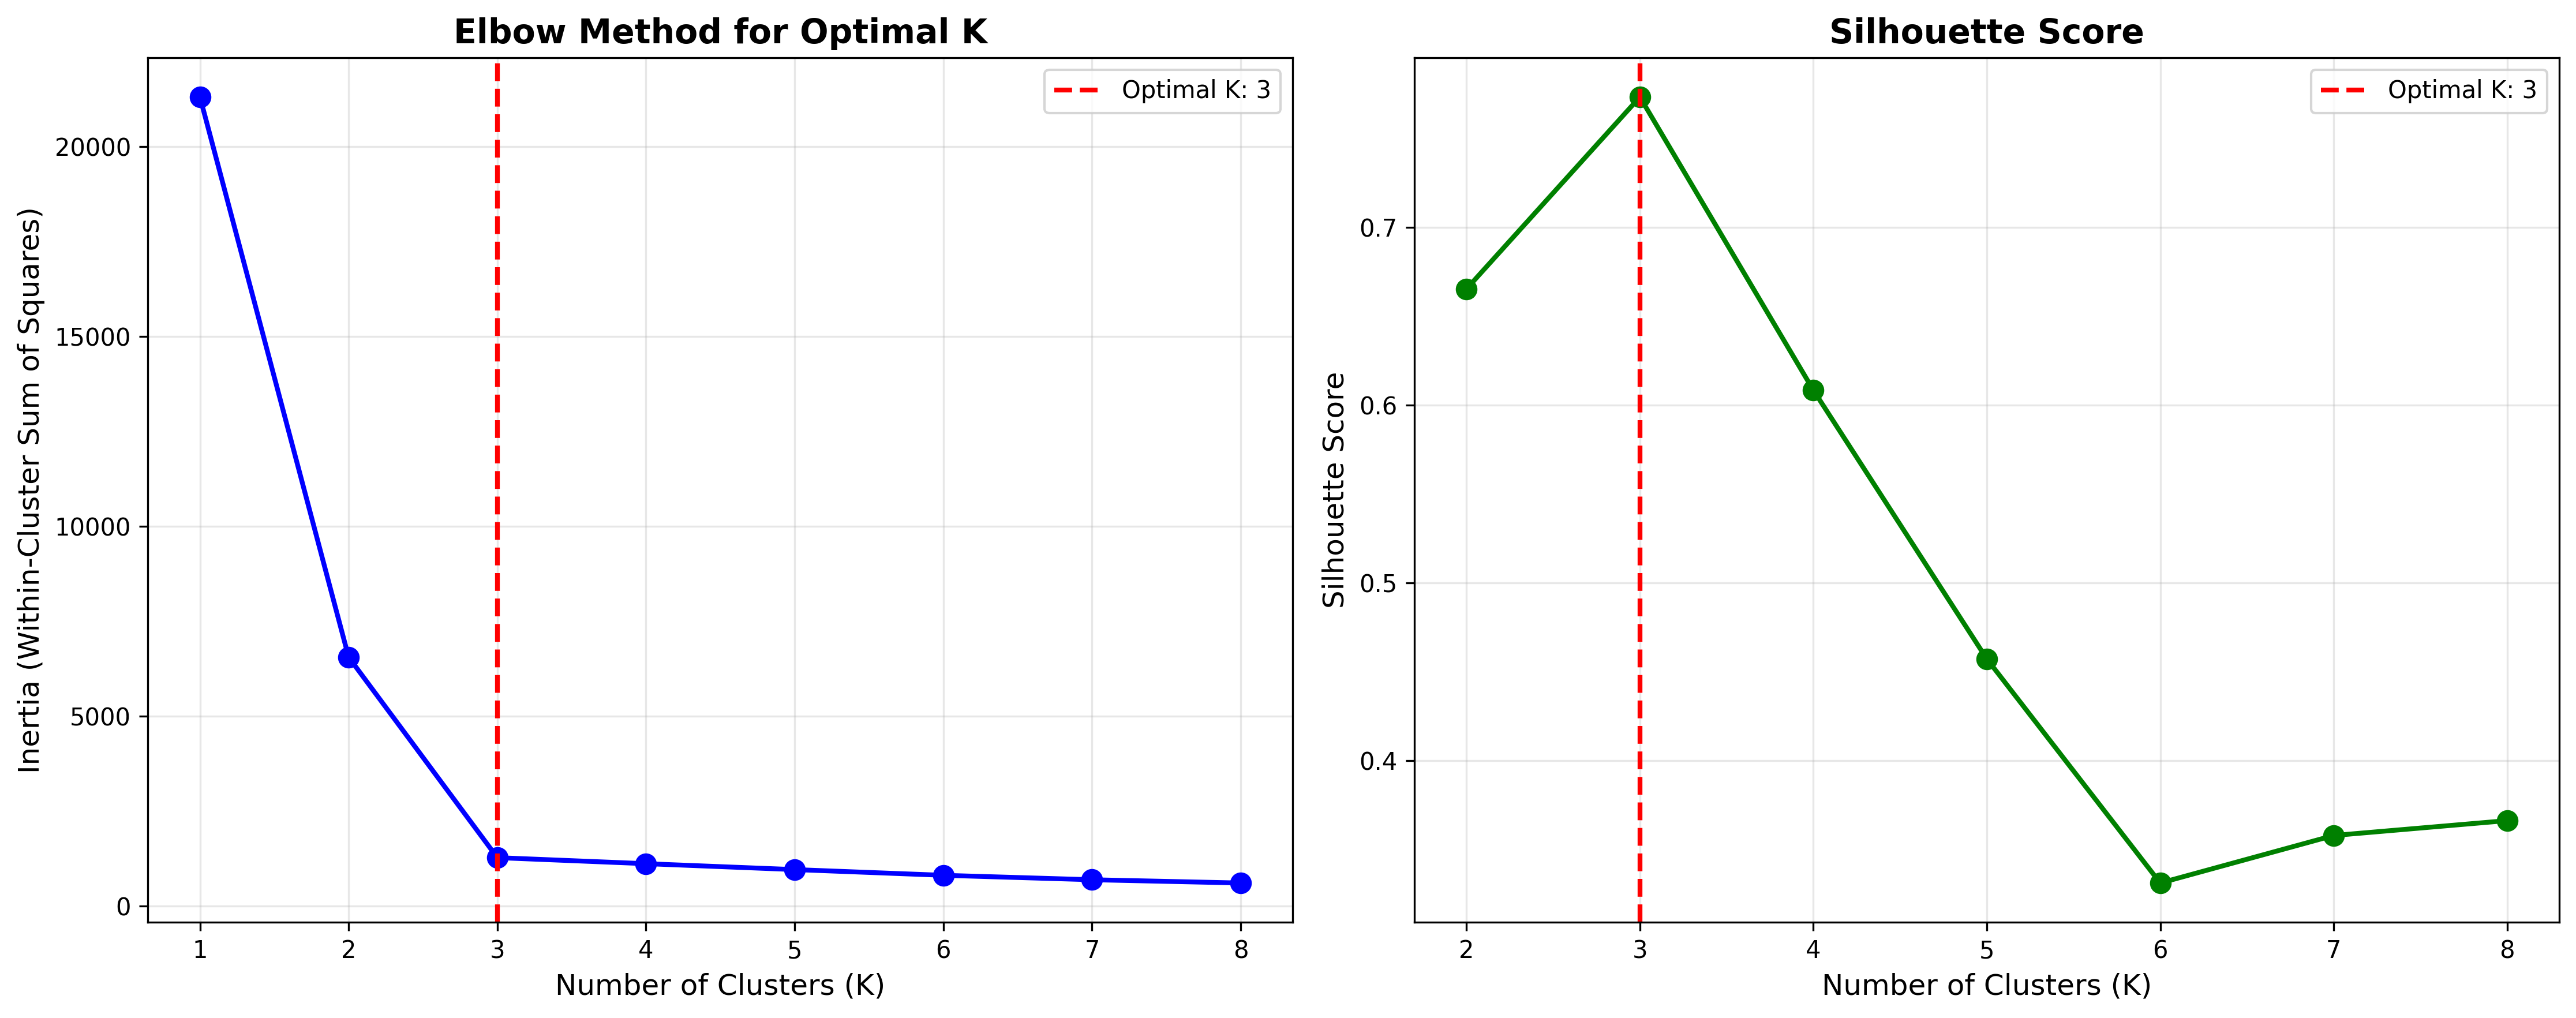 Elbow Method for Optimal K
Optimal K: 3
Inertia (Within-Cluster Sum of Squares)
20000
15000
10000
5000
0
1 2 3 4 5 6 7 8
Number of Clusters (K)
Silhouette Score
Optimal K: 3
Silhouette Score
0.7
0.6
0.5
0.4
2 3 4 5 6 7 8
Number of Clusters (K)